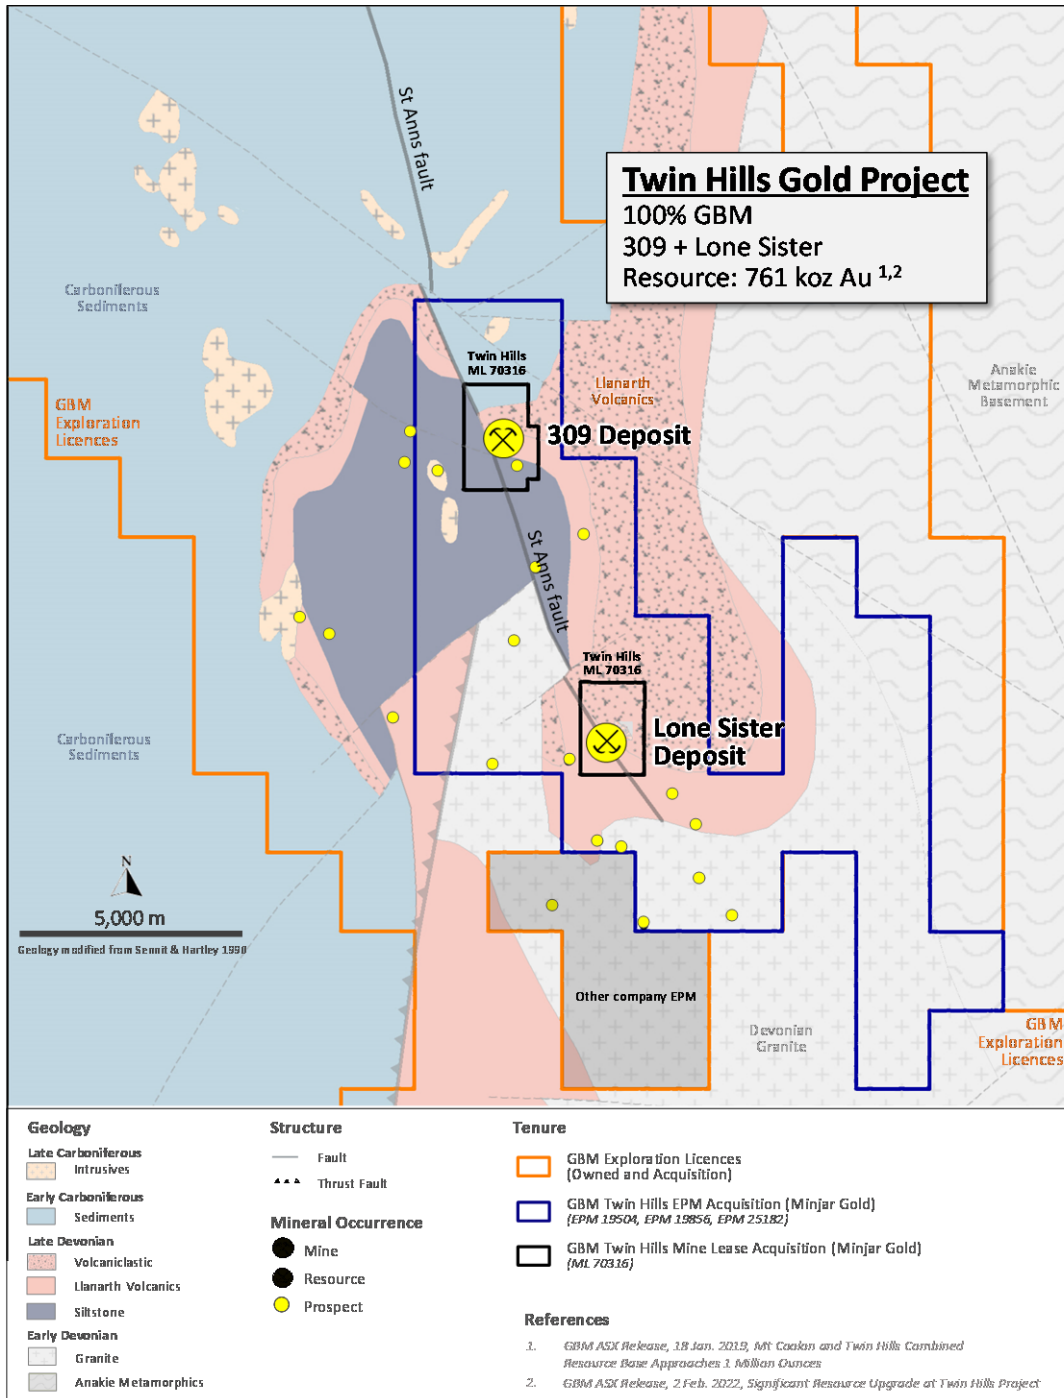 St Anns fault
Twin Hills Gold Project
100% GBM
309 + Lone Sister
Resource: 761 koz Au 1,2
Carboniferous
Sediments
Twin Hills
ML 70316
Llanarth
Volcanics
Anakie
Metamorphic
Basement
GBM
Exploration
Licences
309 Deposit
St Anns fault
Twin Hills
ML 70316
Lone Sister
Deposit
Carboniferous
Sediments
N
5,000 m
Geology modified from Sennit & Hartley 1998
Other company EPM
Devonian
Granite
GBM
Exploration
Licences
Geology
Late Carboniferous
Intrusives
Early Carboniferous
Sediments
Late Devonian
Volcaniclastic
Llanarth Volcanics
Siltstone
Early Devonian
Granite
Anakie Metamorphics
Structure
Fault
Thrust Fault
Mineral Occurrence
Mine
Resource
Prospect
Tenure
GBM Exploration Licences
(Owned and Acquisition)
GBM Twin Hills EPM Acquisition (Minjar Gold)
(EPM 19504, EPM 19856, EPM 25182)
GBM Twin Hills Mine Lease Acquisition (Minjar Gold)
(ML 70316)
References
1. GBM ASX Release, 18 Jan. 2019, Mt Coolon and Twin Hills Combined
Resource Base Approaches 1 Million Ounces
2. GBM ASX Release, 2 Feb. 2022, Significant Resource Upgrade at Twin Hills Project